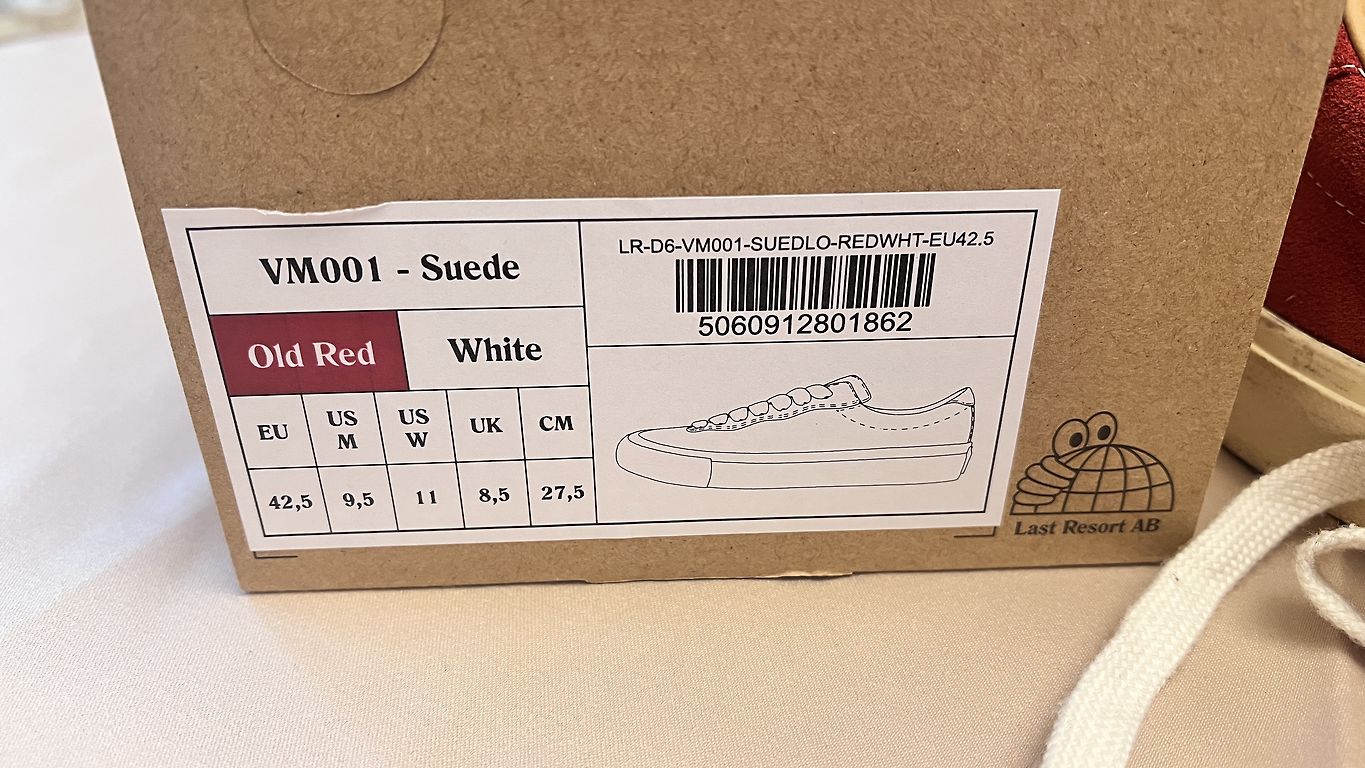 VM001 - Suede
Old Red
White
EU
US
M
US
W
UK
CM
42,5
9,5
11
8,5
27,5
LR-D6-VM001-SUEDLO-REDWHT-EU42.5
5060912801862
Last Resort AB